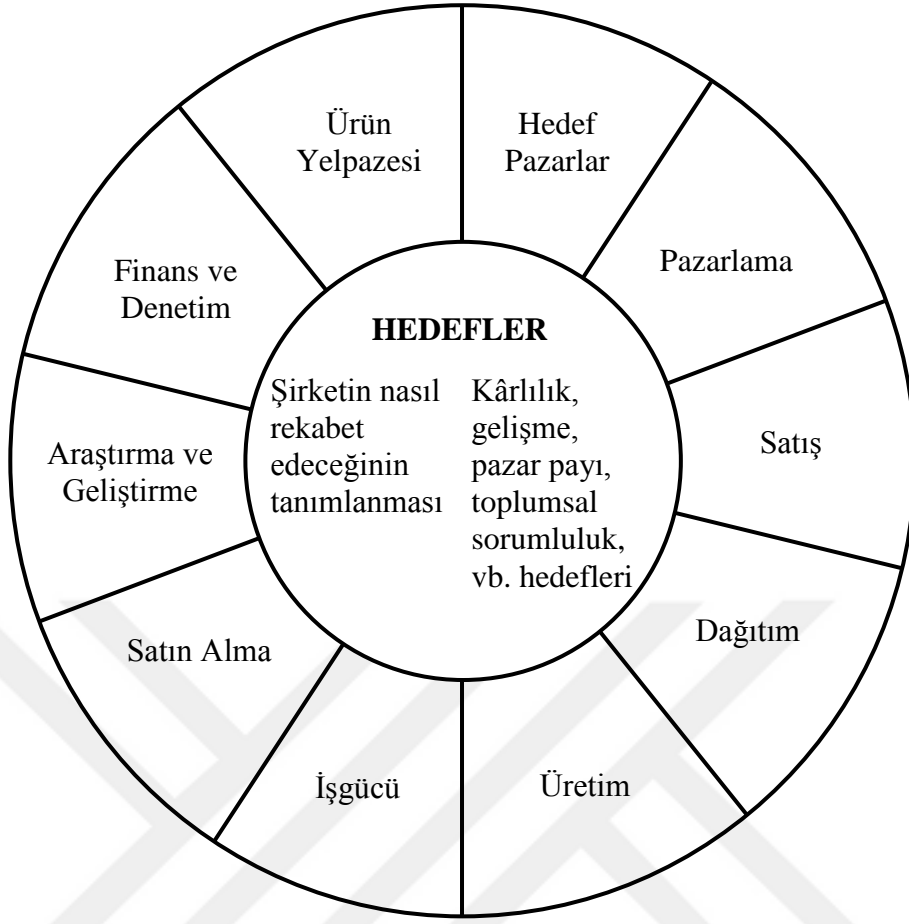 Ürün
Yelpazesi
Hedef
Pazarlar
Pazarlama
Satış
Dağıtım
Üretim
İşgücü
Satın Alma
Araştırma ve
Geliştirme
Finans ve
Denetim
HEDEFLER
Şirketin nasıl
rekabet
edeceğinin
tanımlanması
Kârlılık,
gelişme,
pazar payı,
toplumsal
sorumluluk,
vb. hedefleri